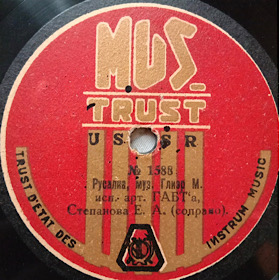 MUS.
TRUST
USSR
№ 1588
Русалка, муз. Глиэр М.
исп. арт. ГАБТ'а,
Степанова Е. А. (сопрано).
TRUST D'ETAT DES INSTRUM MUSIC